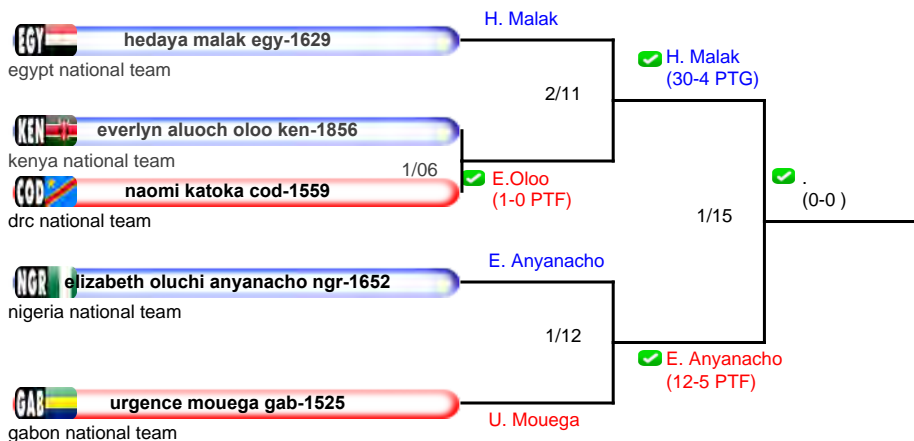 H. Malak
EGY hedaya malak egy-1629
egypt national team
H. Malak
(30-4 PTG)
2/11
KEN everlyn aluoch oloo ken-1856
kenya national team
1/06
E.Oloo
(1-0 PTF)
COD naomi katoka cod-1559
drc national team
.
(0-0 )
1/15
E. Anyanacho
NGR elizabeth oluchi anyanacho ngr-1652
nigeria national team
1/12
E. Anyanacho
(12-5 PTF)
GAB urgence mouega gab-1525
U. Mouega
gabon national team